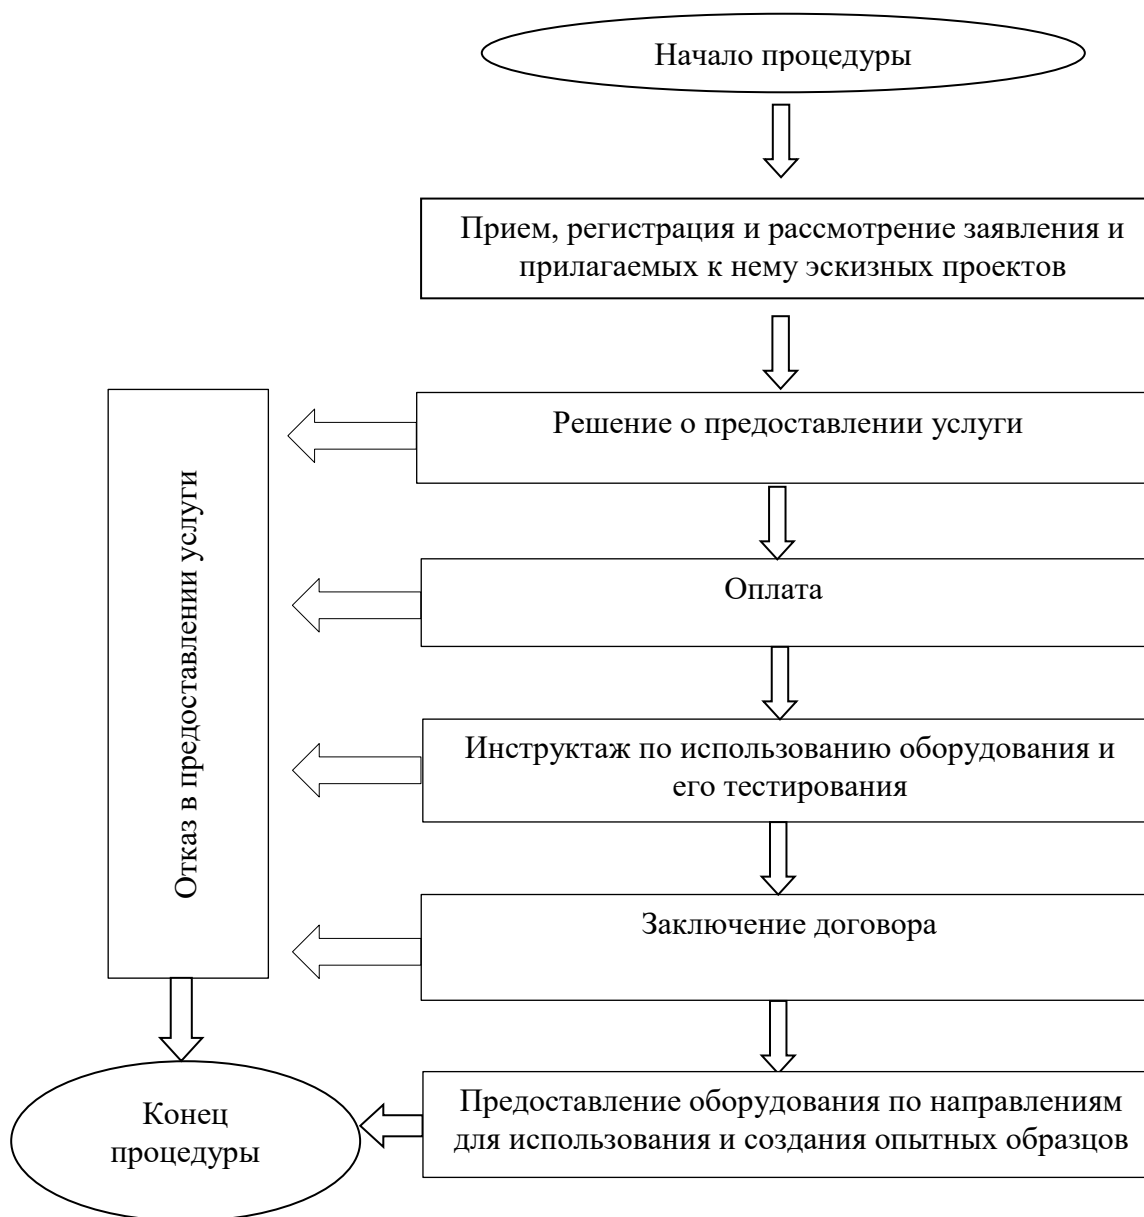 Начало процедуры
Прием, регистрация и рассмотрение заявления и
прилагаемых к нему эскизных проектов
Решение о предоставлении услуги
Отказ в предоставлении услуги
Оплата
Инструктаж по использованию оборудования и
его тестирования
Заключение договора
Предоставление оборудования по направлениям
для использования и создания опытных образцов
Конец
процедуры